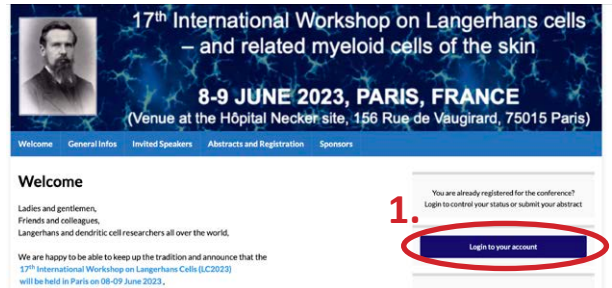 17th International Workshop on Langerhans cells
– and related myeloid cells of the skin
8-9 JUNE 2023, PARIS, FRANCE
(Venue at the Hôpital Necker site, 156 Rue de Vaugirard, 75015 Paris)
Welcome General Infos Invited Speakers Abstracts and Registration Sponsors
Welcome
Ladies and gentlemen,
Friends and colleagues,
Langerhans and dendritic cell researchers all over the world,
We are happy to be able to keep up the tradition and announce that the
17th International Workshop on Langerhans Cells (LC2023)
will be held in Paris on 08-09 June 2023 .
You are already registered for the conference?
Login to control your status or submit your abstract
1.
Login to your account